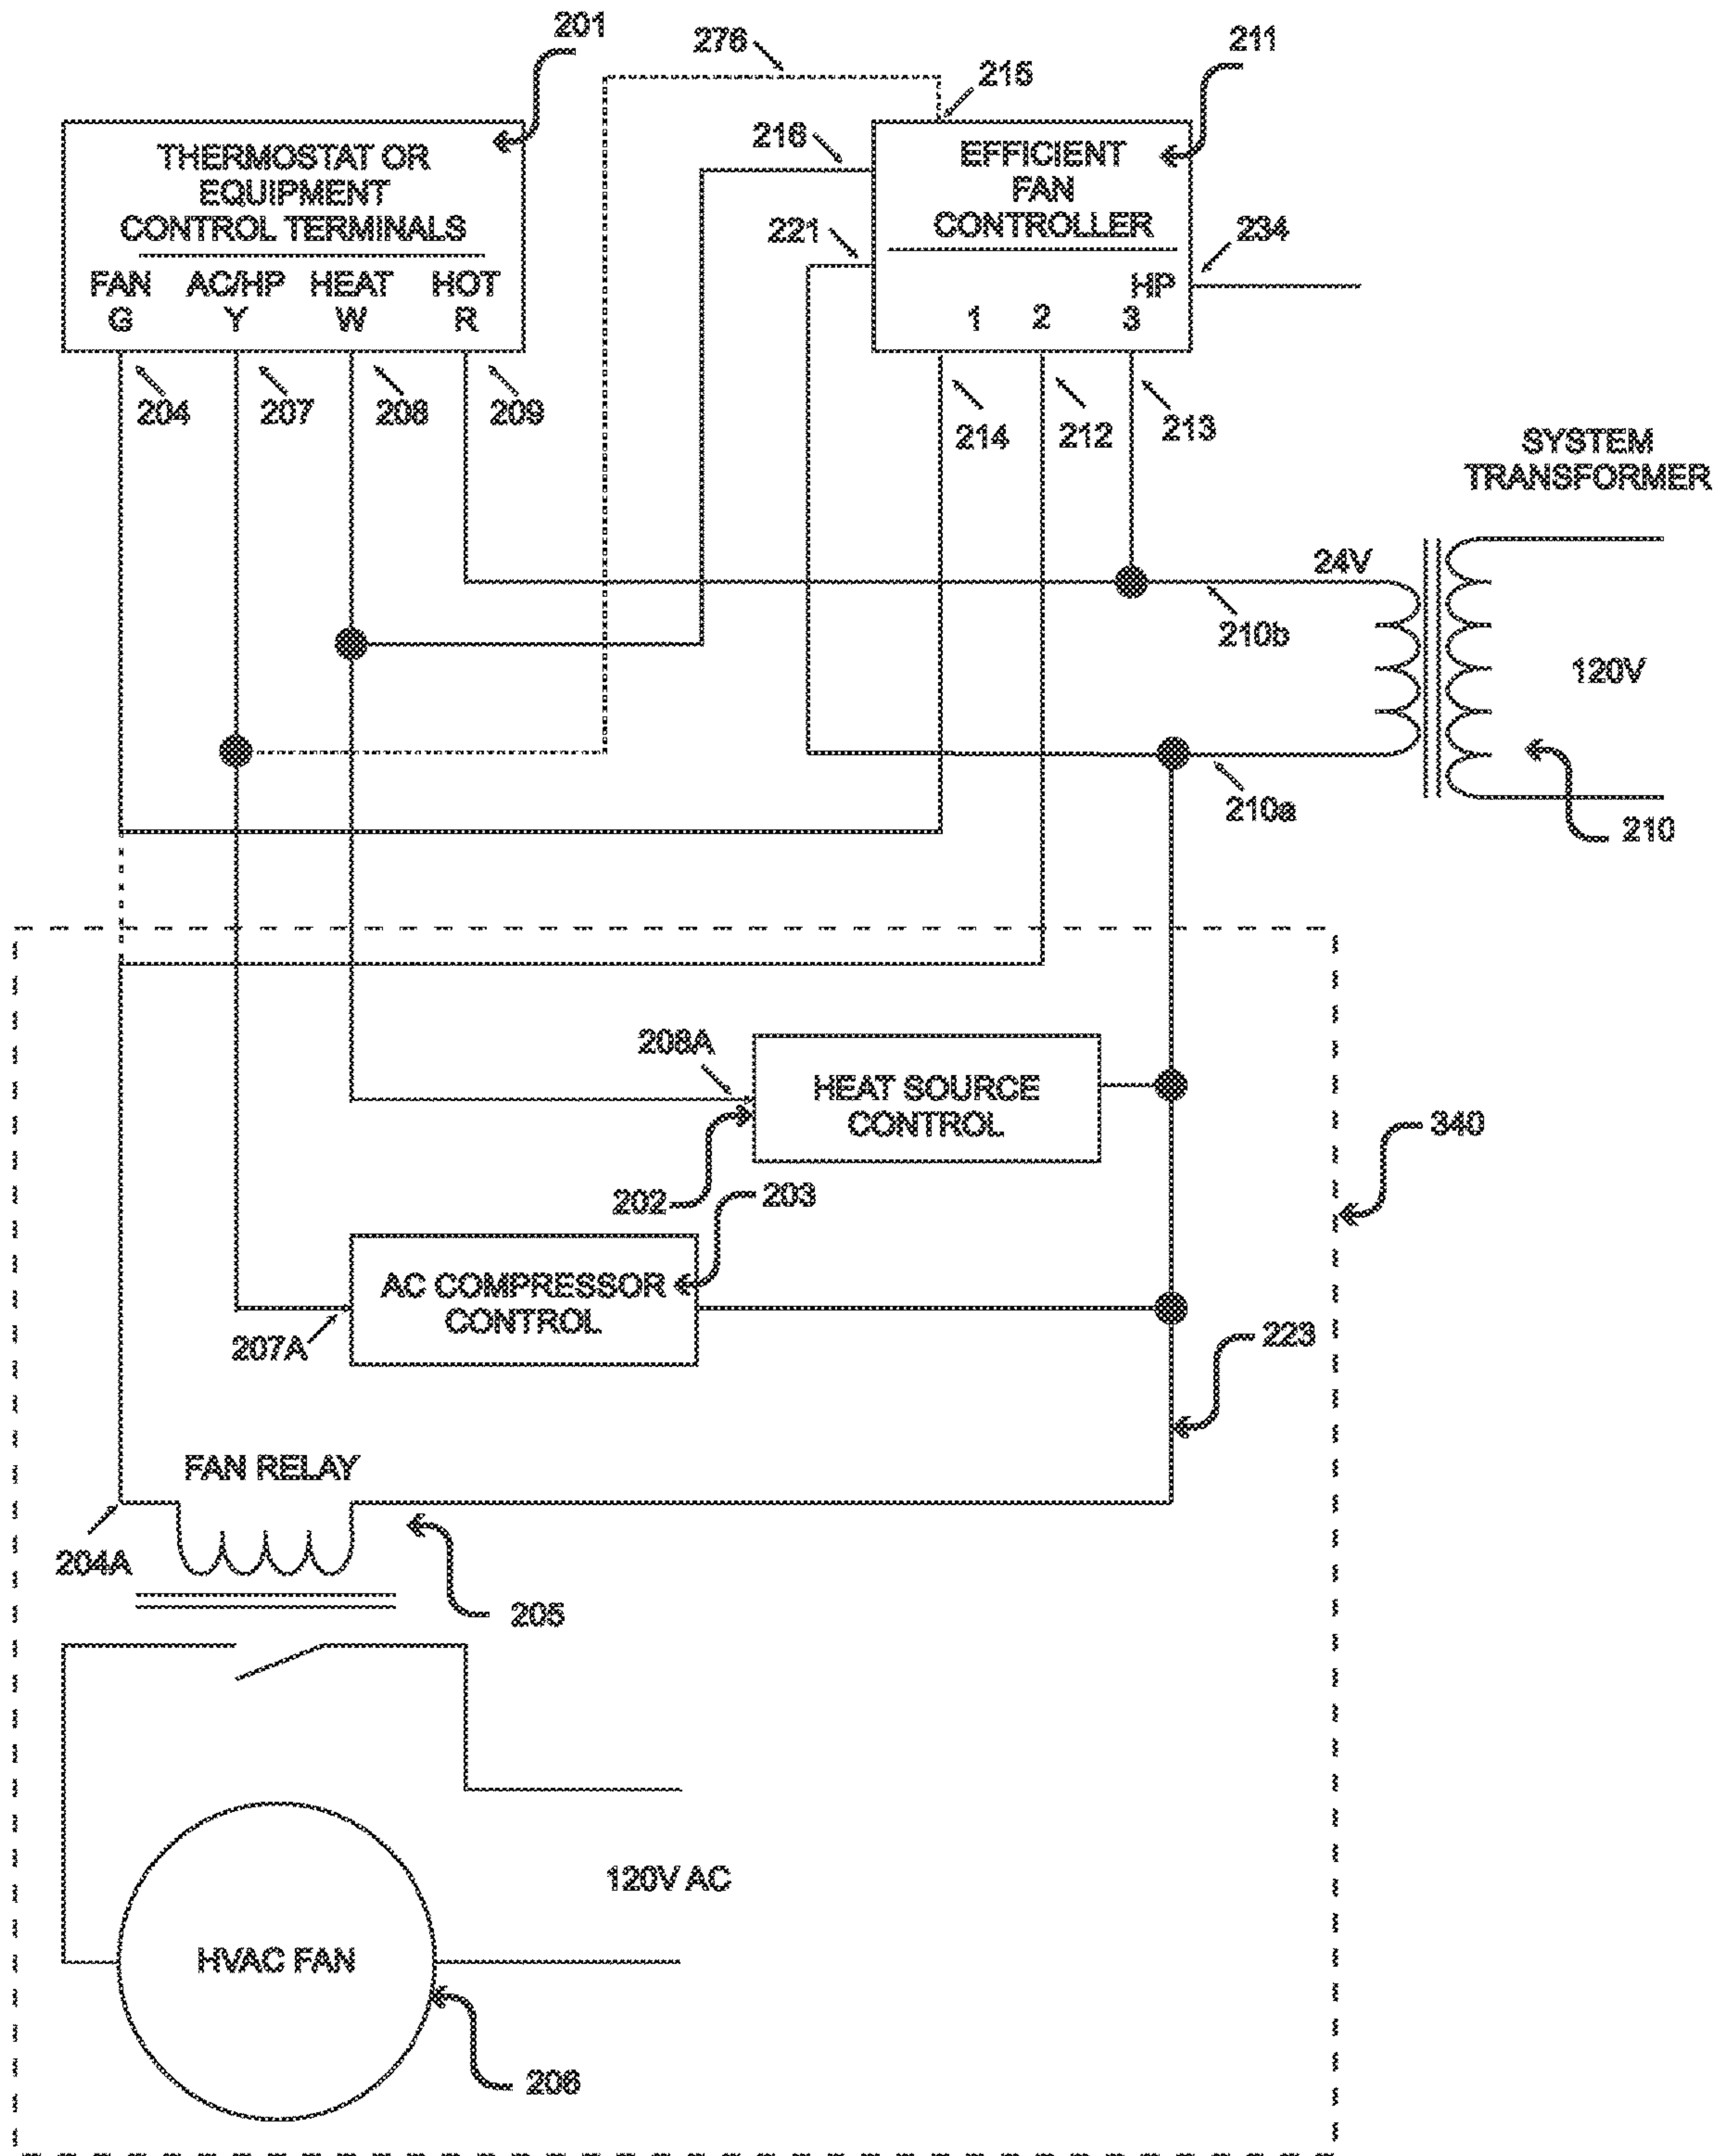 201
276
211
215
216
THERMOSTAT OR
EQUIPMENT
CONTROL TERMINALS
EFFICIENT
FAN
CONTROLLER
221
234
FAN AC/HP HEAT HOT
G Y W R
HP
1 2 3
204
207
208
209
214
212
213
SYSTEM
TRANSFORMER
24V
210b
120V
210a
210
208A
HEAT SOURCE
CONTROL
340
202
203
AC COMPRESSOR
CONTROL
207A
223
FAN RELAY
204A
205
120V AC
HVAC FAN
206